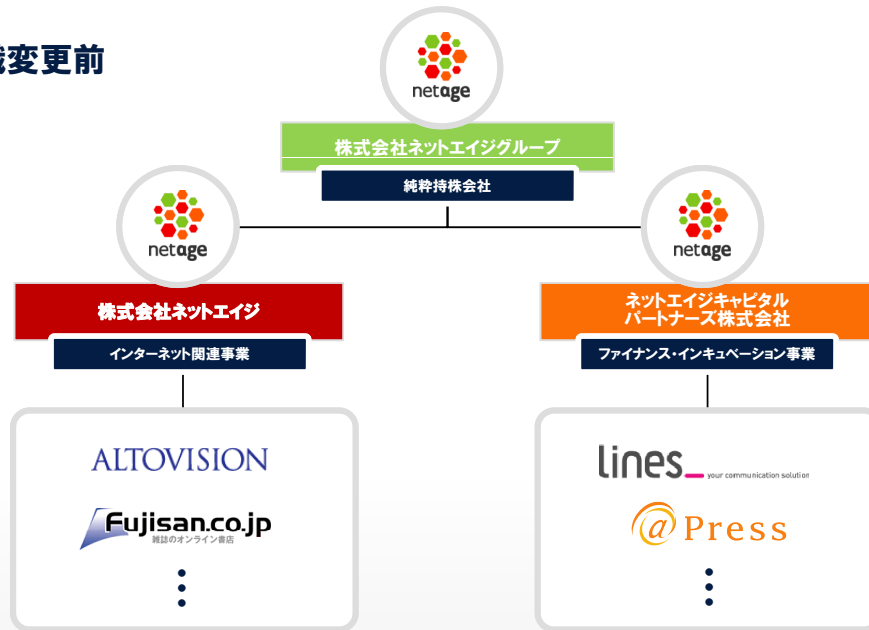 織変更前
netage
株式会社ネットエイジグループ
純粋持株会社
netage
netage
株式会社ネットエイジ
ネットエイジキャピタル
パートナーズ株式会社
インターネット関連事業
ファイナンス・インキュベーション事業
ALTOVISION
Fujisan.co.jp
雑誌のオンライン書店
lines_ your communication solution
@Press